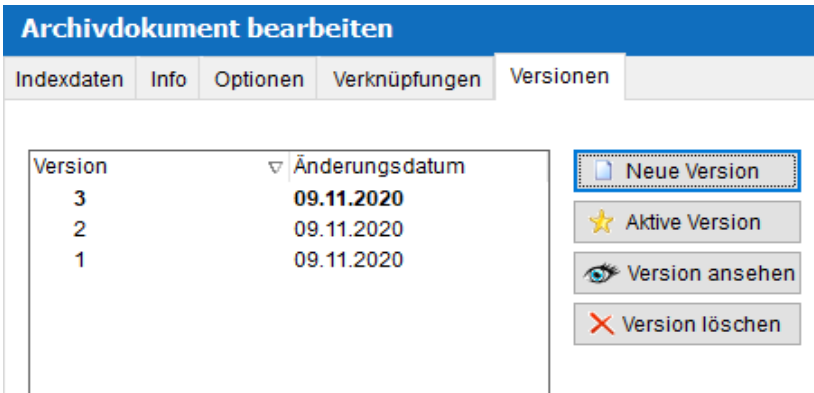 Archivdokument bearbeiten
Indexdaten Info Optionen Verknüpfungen Versionen
Version Änderungsdatum
3 09.11.2020
2 09.11.2020
1 09.11.2020
Neue Version
Aktive Version
Version ansehen
Version löschen